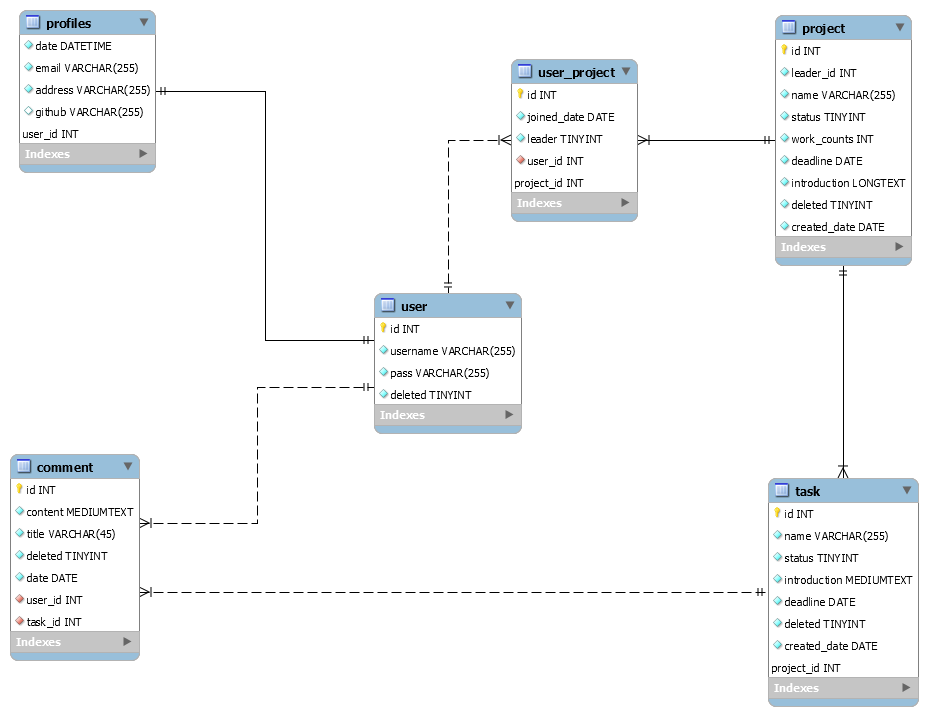 profiles
date DATETIME
email VARCHAR(255)
address VARCHAR(255)
github VARCHAR(255)
user_id INT
Indexes
user_project
id INT
joined_date DATE
leader TINYINT
user_id INT
project_id INT
Indexes
project
id INT
leader_id INT
name VARCHAR(255)
status TINYINT
work_counts INT
deadline DATE
introduction LONGTEXT
deleted TINYINT
created_date DATE
Indexes
user
id INT
username VARCHAR(255)
pass VARCHAR(255)
deleted TINYINT
Indexes
comment
id INT
content MEDIUMTEXT
title VARCHAR(45)
deleted TINYINT
date DATE
user_id INT
task_id INT
Indexes
task
id INT
name VARCHAR(255)
status TINYINT
introduction MEDIUMTEXT
deadline DATE
deleted TINYINT
created_date DATE
project_id INT
Indexes